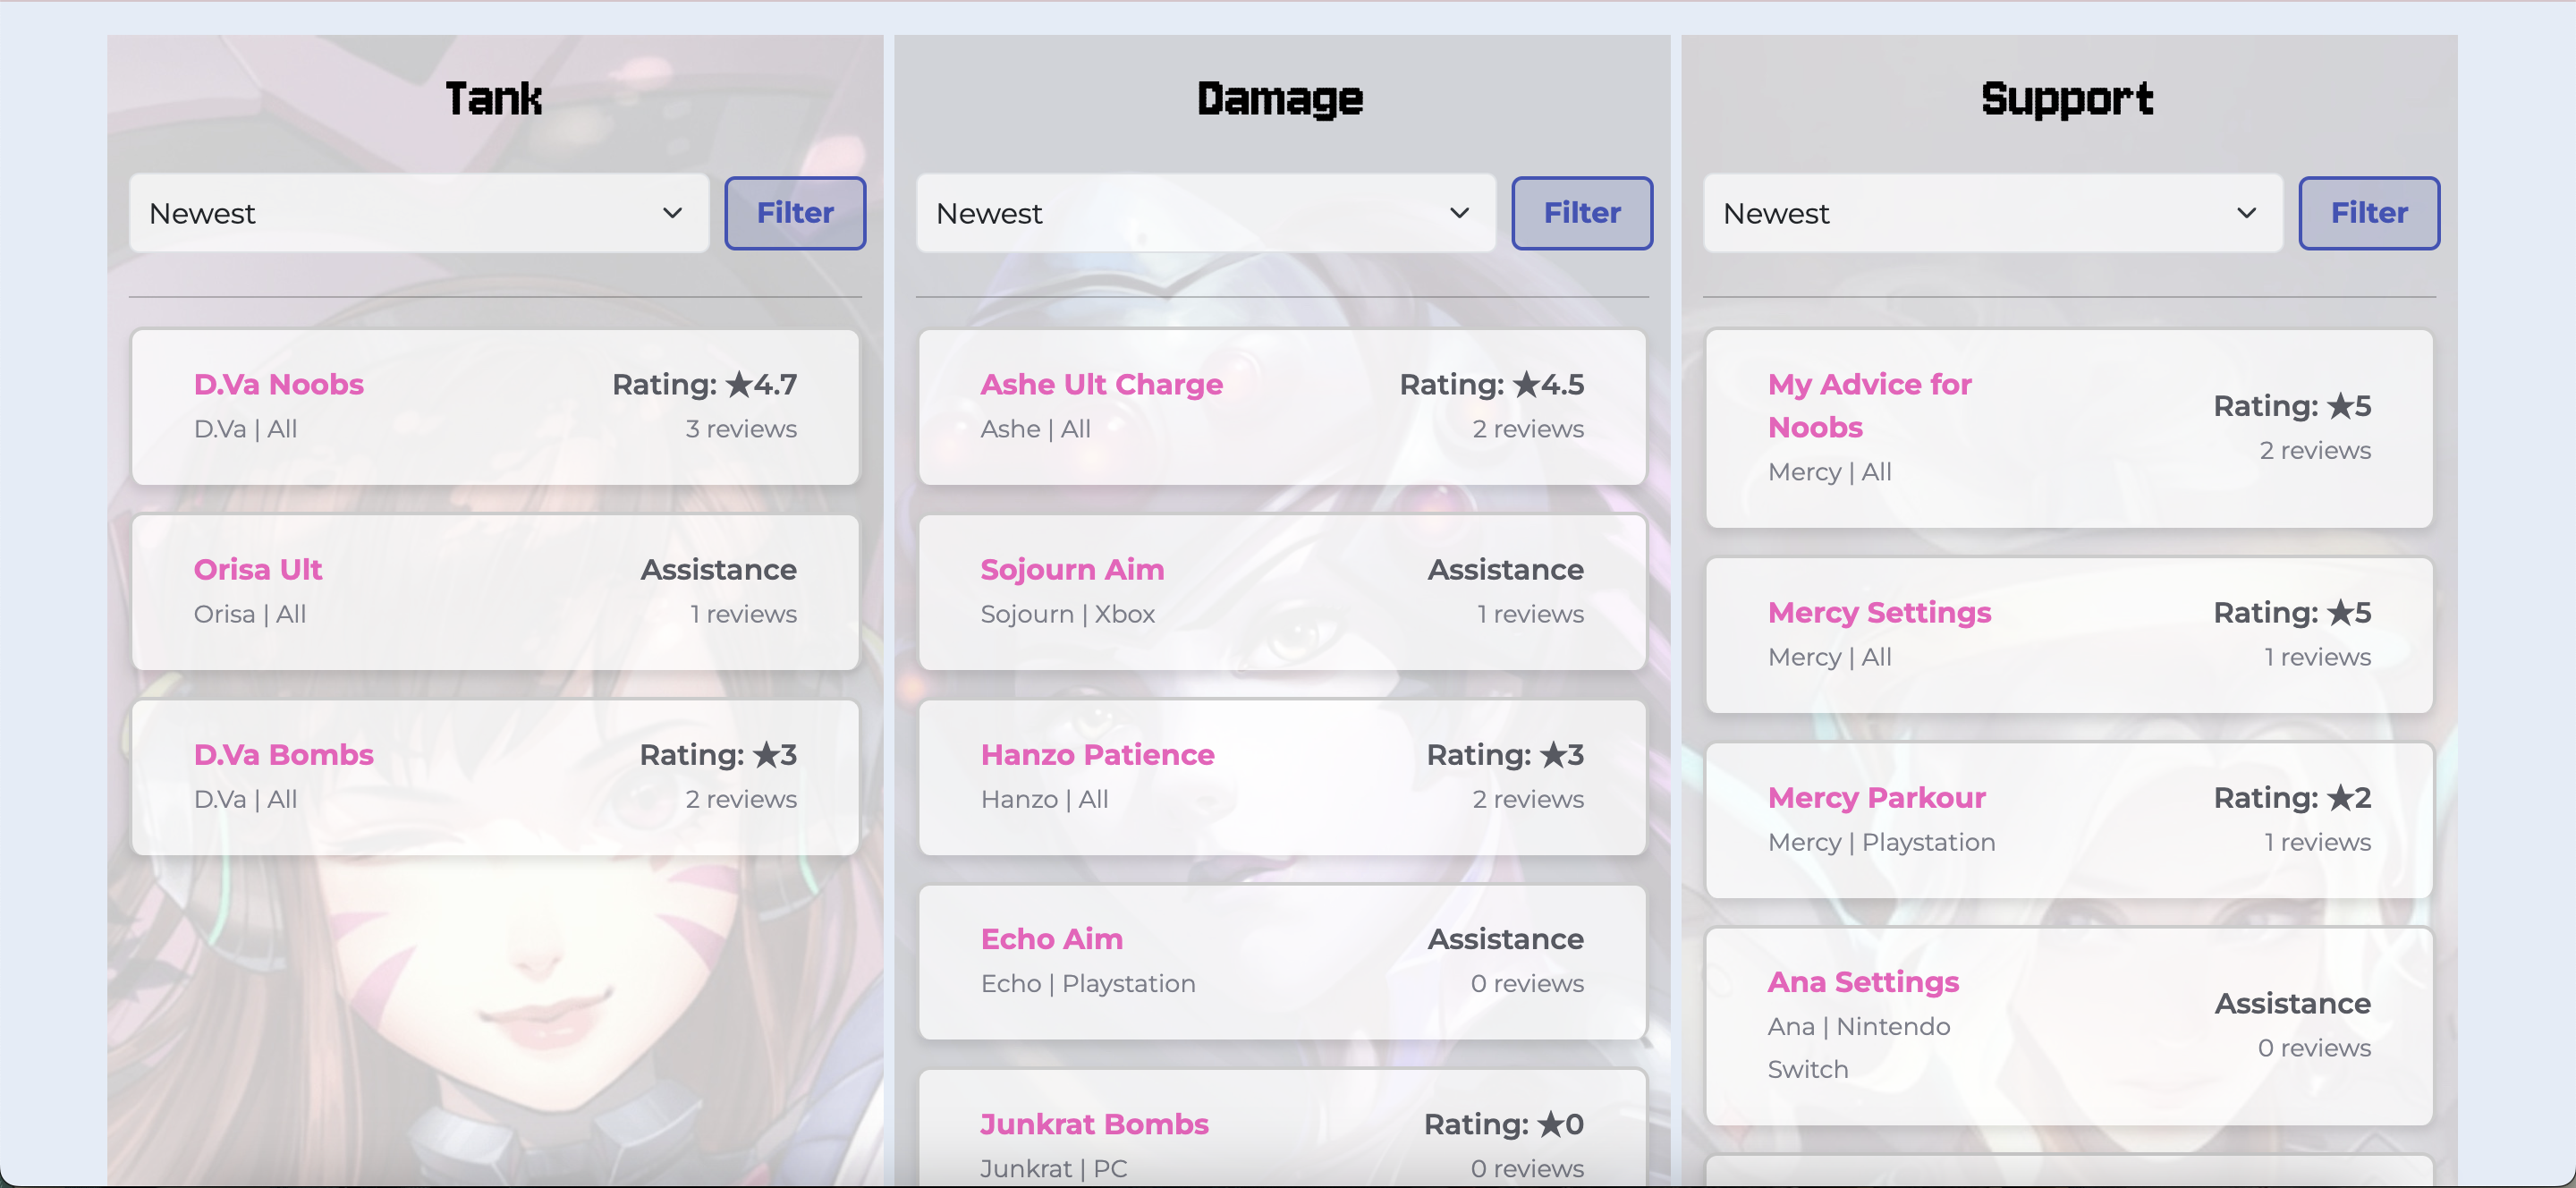 Tank
Newest
Filter
D.Va Noobs
Rating: ★4.7
D.Va | All
3 reviews
Orisa Ult
Assistance
Orisa | All
1 reviews
D.Va Bombs
Rating: ★3
D.Va | All
2 reviews
Damage
Newest
Filter
Ashe Ult Charge
Rating: ★4.5
Ashe | All
2 reviews
Sojourn Aim
Assistance
Sojourn | Xbox
1 reviews
Hanzo Patience
Rating: ★3
Hanzo | All
2 reviews
Echo Aim
Assistance
Echo | Playstation
0 reviews
Junkrat Bombs
Rating: ★0
Junkrat | PC
0 reviews
Support
Newest
Filter
My Advice for
Noobs
Rating: ★5
Mercy | All
2 reviews
Mercy Settings
Rating: ★5
Mercy | All
1 reviews
Mercy Parkour
Rating: ★2
Mercy | Playstation
1 reviews
Ana Settings
Assistance
Ana | Nintendo
Switch
0 reviews